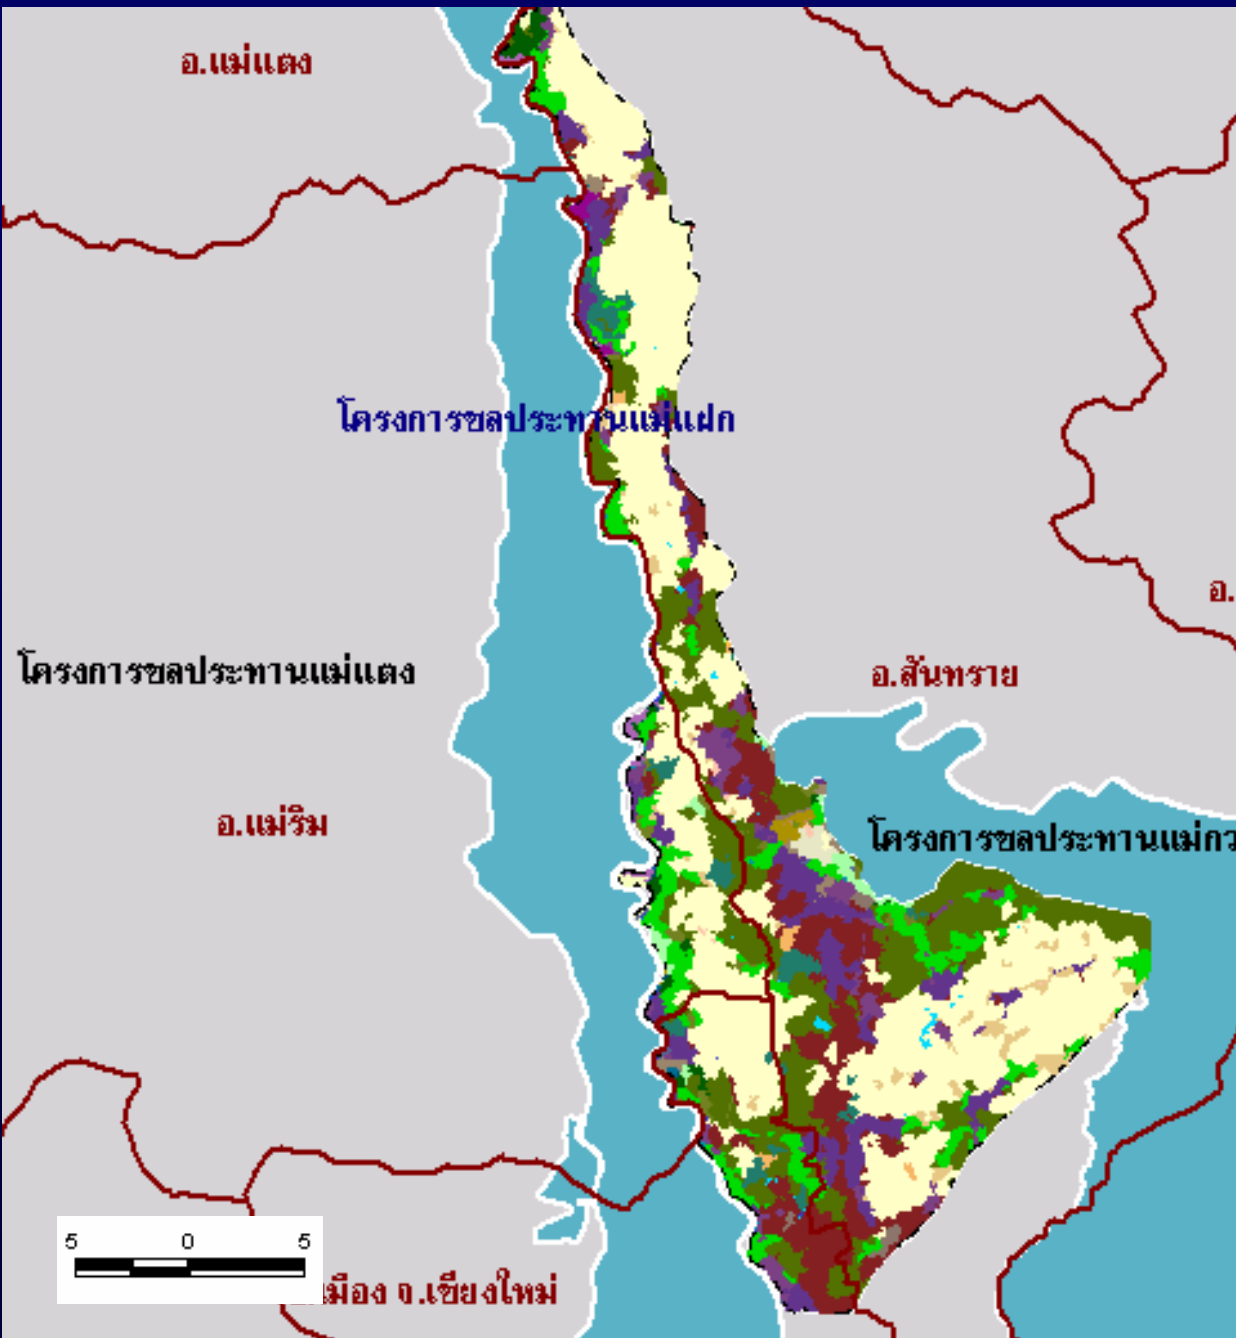 อ.แม่แตง
โครงการชลประทานแม่แฝก
อ.
โครงการชลประทานแม่แตง
อ.สันทราย
อ.แม่ริม
โครงการชลประทานแม่กว
5 0 5
เมือง จ.เชียงใหม่